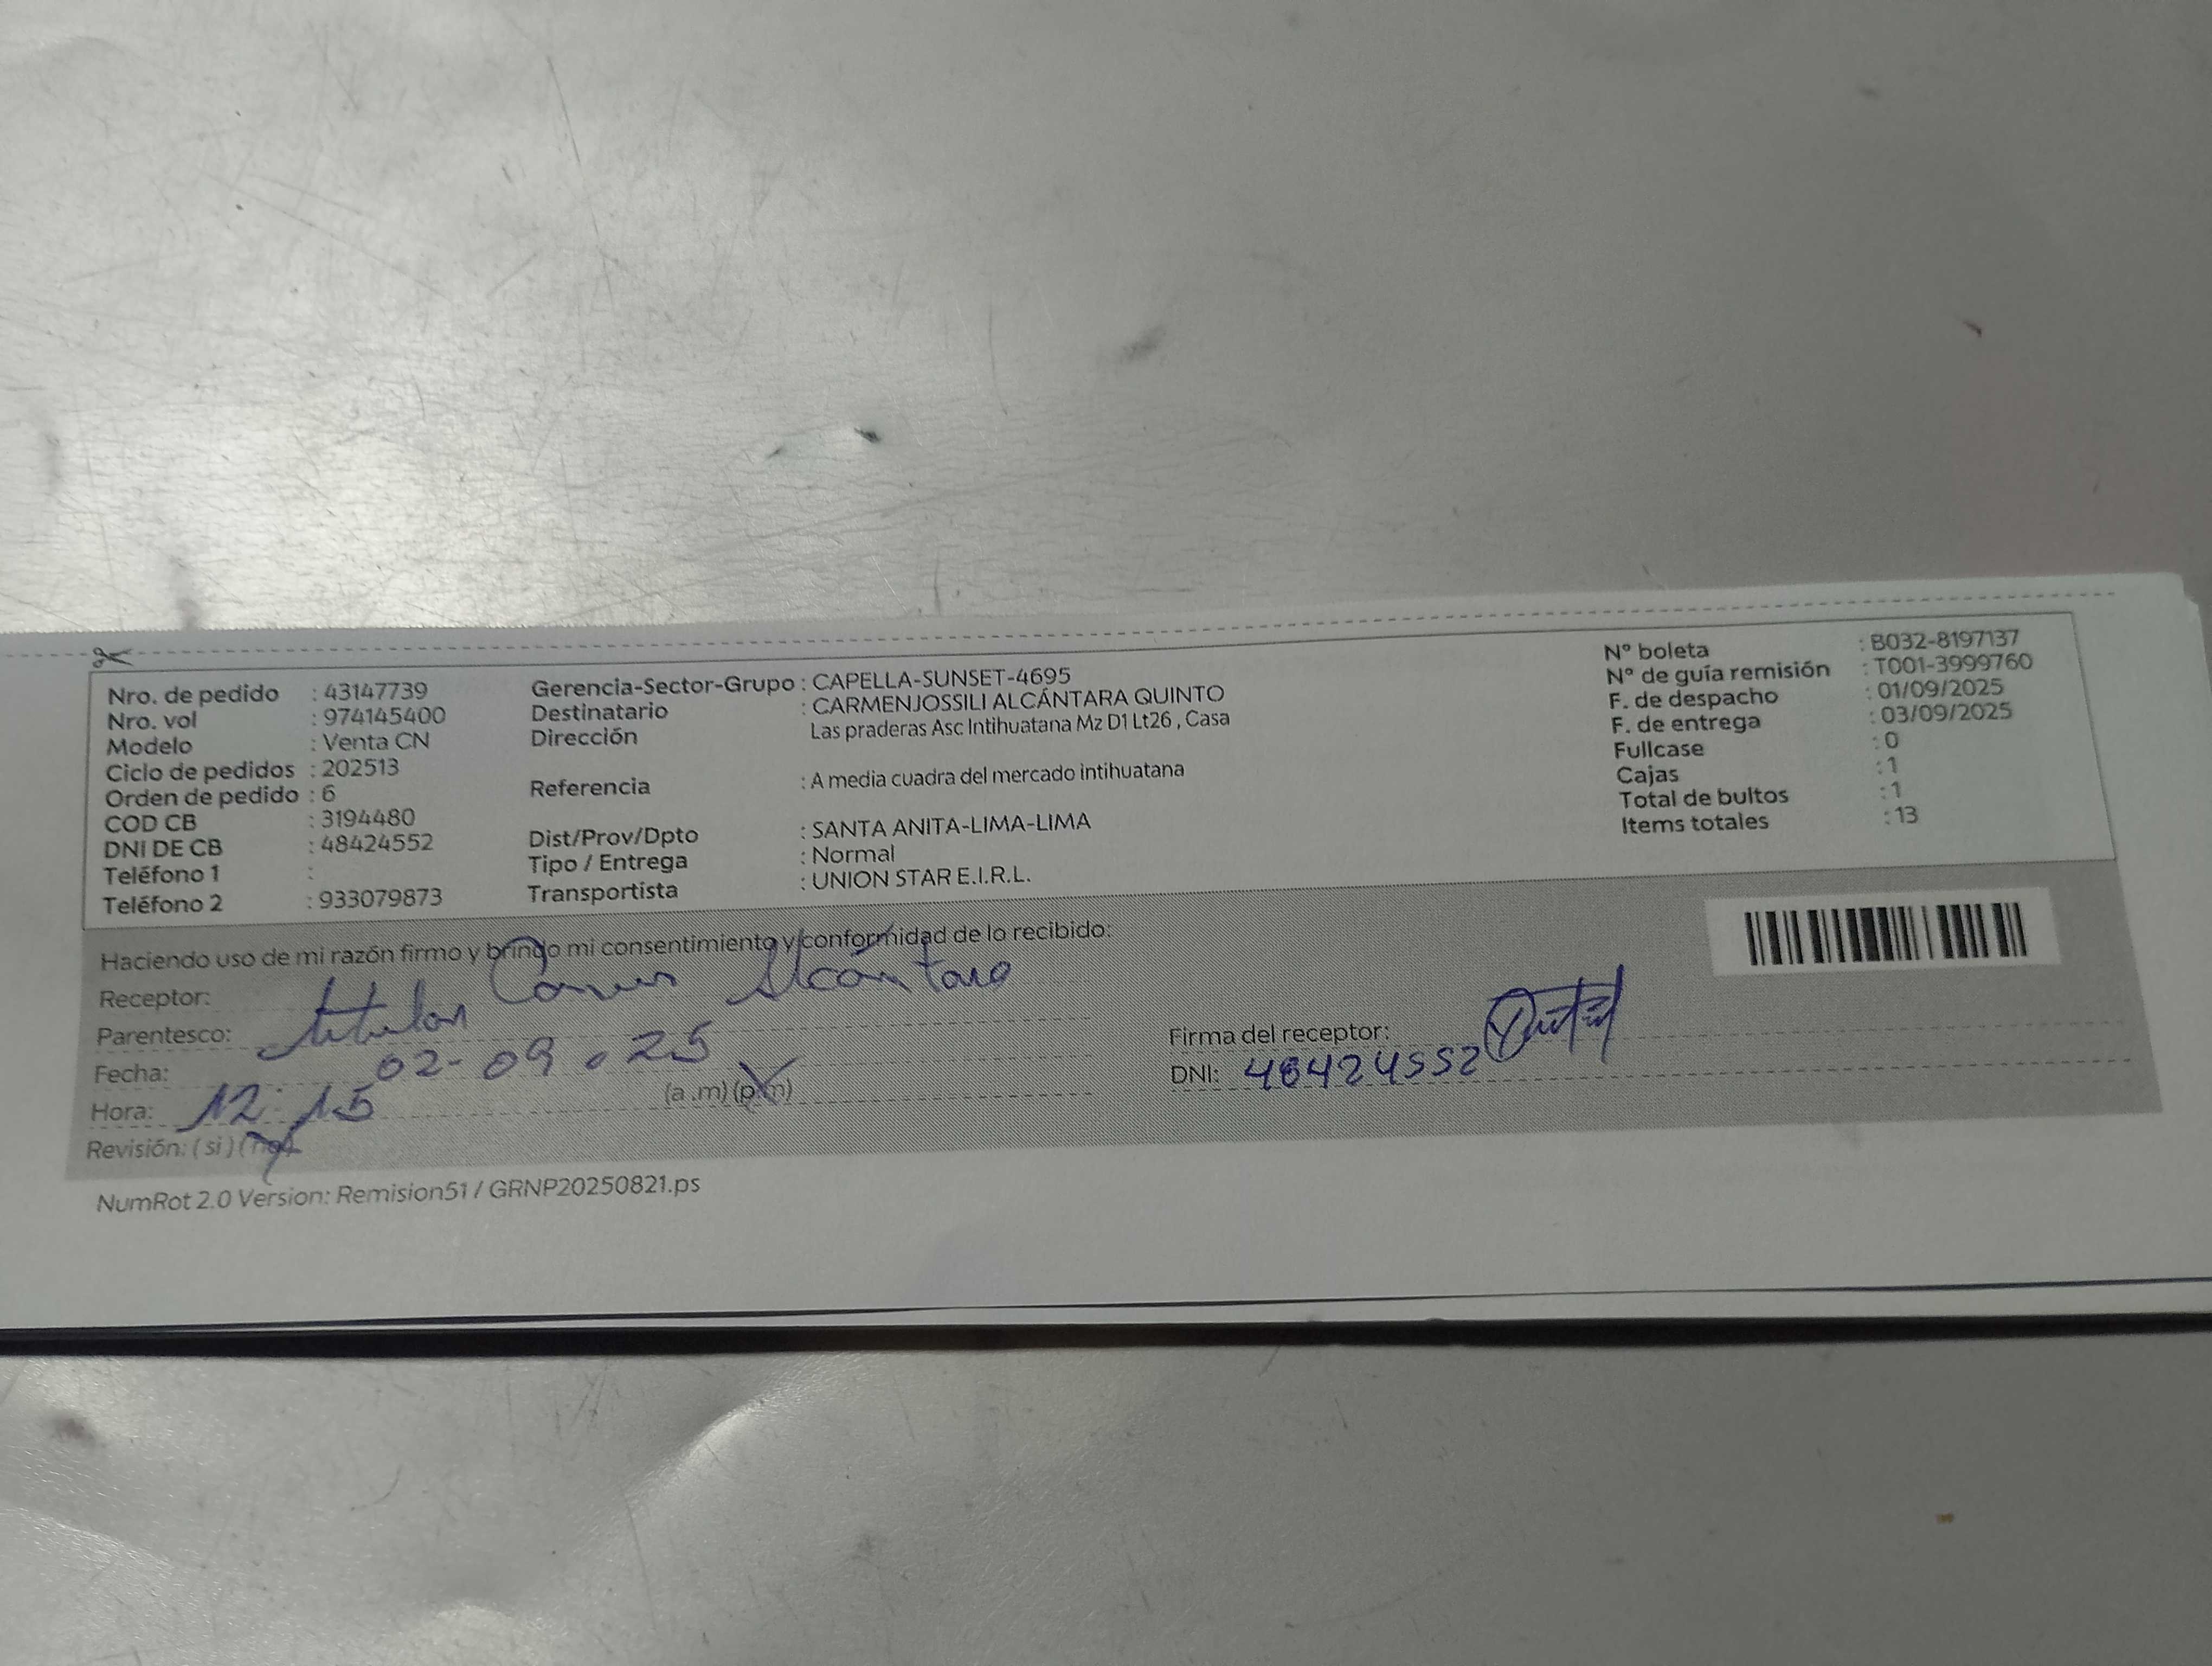 Nro. de pedido : 43147739
Nro. vol : 974145400
Modelo : Venta CN
Ciclo de pedidos : 202513
Orden de pedido : 6
COD CB : 3194480
DNI DE CB : 48424552
Teléfono 1 :
Teléfono 2 : 933079873
Gerencia-Sector-Grupo : CAPELLA-SUNSET-4695
Destinatario : CARMENJOSSILI ALCÁNTARA QUINTO
Dirección Las praderas Asc Intihuatana Mz D1 Lt26 , Casa
Referencia : A media cuadra del mercado intihuatana
Dist/Prov/Dpto : SANTA ANITA-LIMA-LIMA
Tipo / Entrega : Normal
Transportista : UNION STAR E.I.R.L.
N° boleta : B032-8197137
N° de guía remisión : T001-3999760
F. de despacho : 01/09/2025
F. de entrega : 03/09/2025
Fullcase : 0
Cajas : 1
Total de bultos : 1
Items totales : 13
Haciendo uso de mi razón firmo y brindo mi consentimiento y conformidad de lo recibido:
Receptor: Carmen Alcántara
Parentesco: titular
Fecha: 02-09.25
Hora: 12:15 (a.m) (p.m)
Revisión: ( si ) ( no )
Firma del receptor:
DNI: 48424552
NumRot 2.0 Version: Remision51 / GRNP20250821.ps